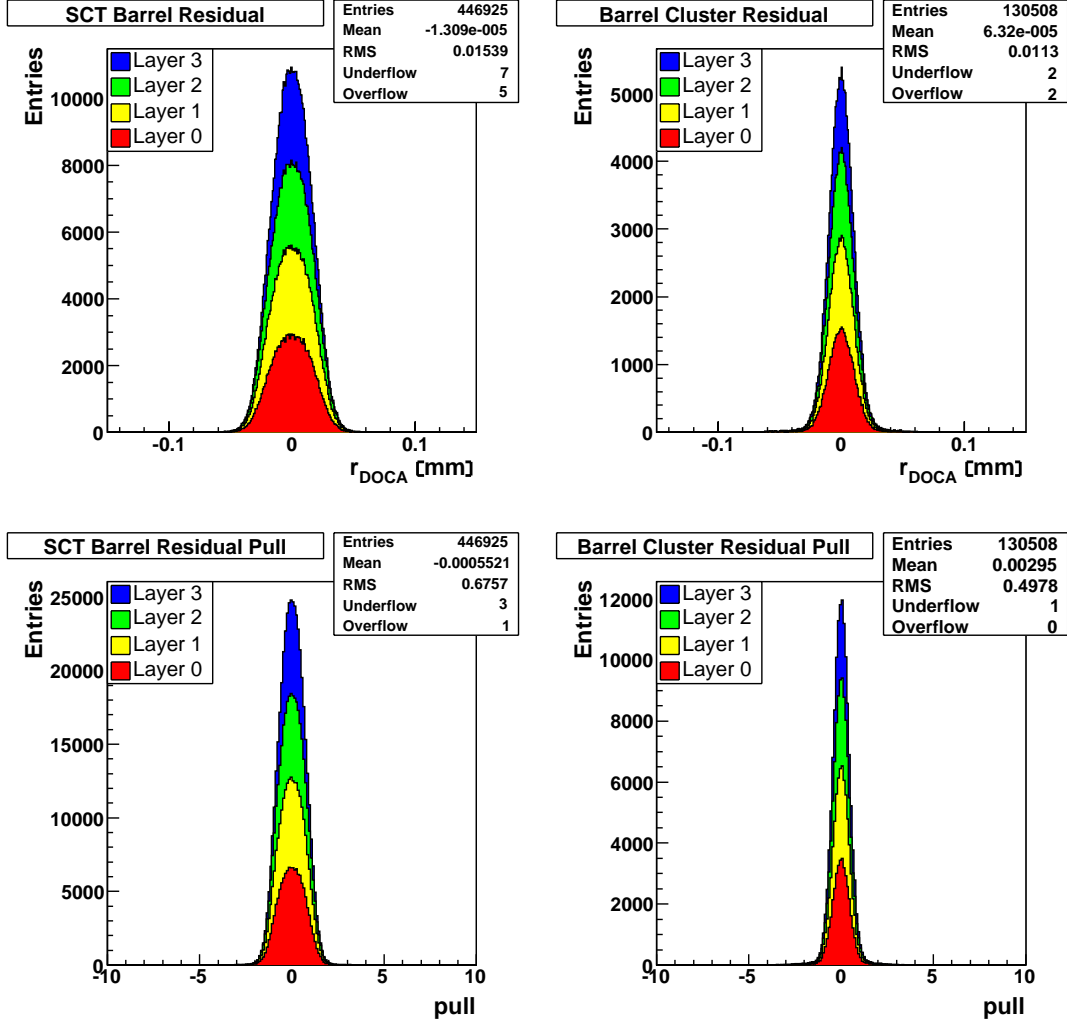 SCT Barrel Residual
Entries 446925
Mean -1.309e-005
RMS 0.01539
Underflow 7
Overflow 5
Layer 3
Layer 2
Layer 1
Layer 0
Entries
10000
8000
6000
4000
2000
0
-0.1 0 0.1
r_DOCA [mm]
Barrel Cluster Residual
Entries 130508
Mean 6.32e-005
RMS 0.0113
Underflow 2
Overflow 2
Layer 3
Layer 2
Layer 1
Layer 0
Entries
5000
4000
3000
2000
1000
0
-0.1 0 0.1
r_DOCA [mm]
SCT Barrel Residual Pull
Entries 446925
Mean -0.0005521
RMS 0.6757
Underflow 3
Overflow 1
Layer 3
Layer 2
Layer 1
Layer 0
Entries
25000
20000
15000
10000
5000
0
-10 -5 0 5 10
pull
Barrel Cluster Residual Pull
Entries 130508
Mean 0.00295
RMS 0.4978
Underflow 1
Overflow 0
Layer 3
Layer 2
Layer 1
Layer 0
Entries
12000
10000
8000
6000
4000
2000
0
-10 -5 0 5 10
pull